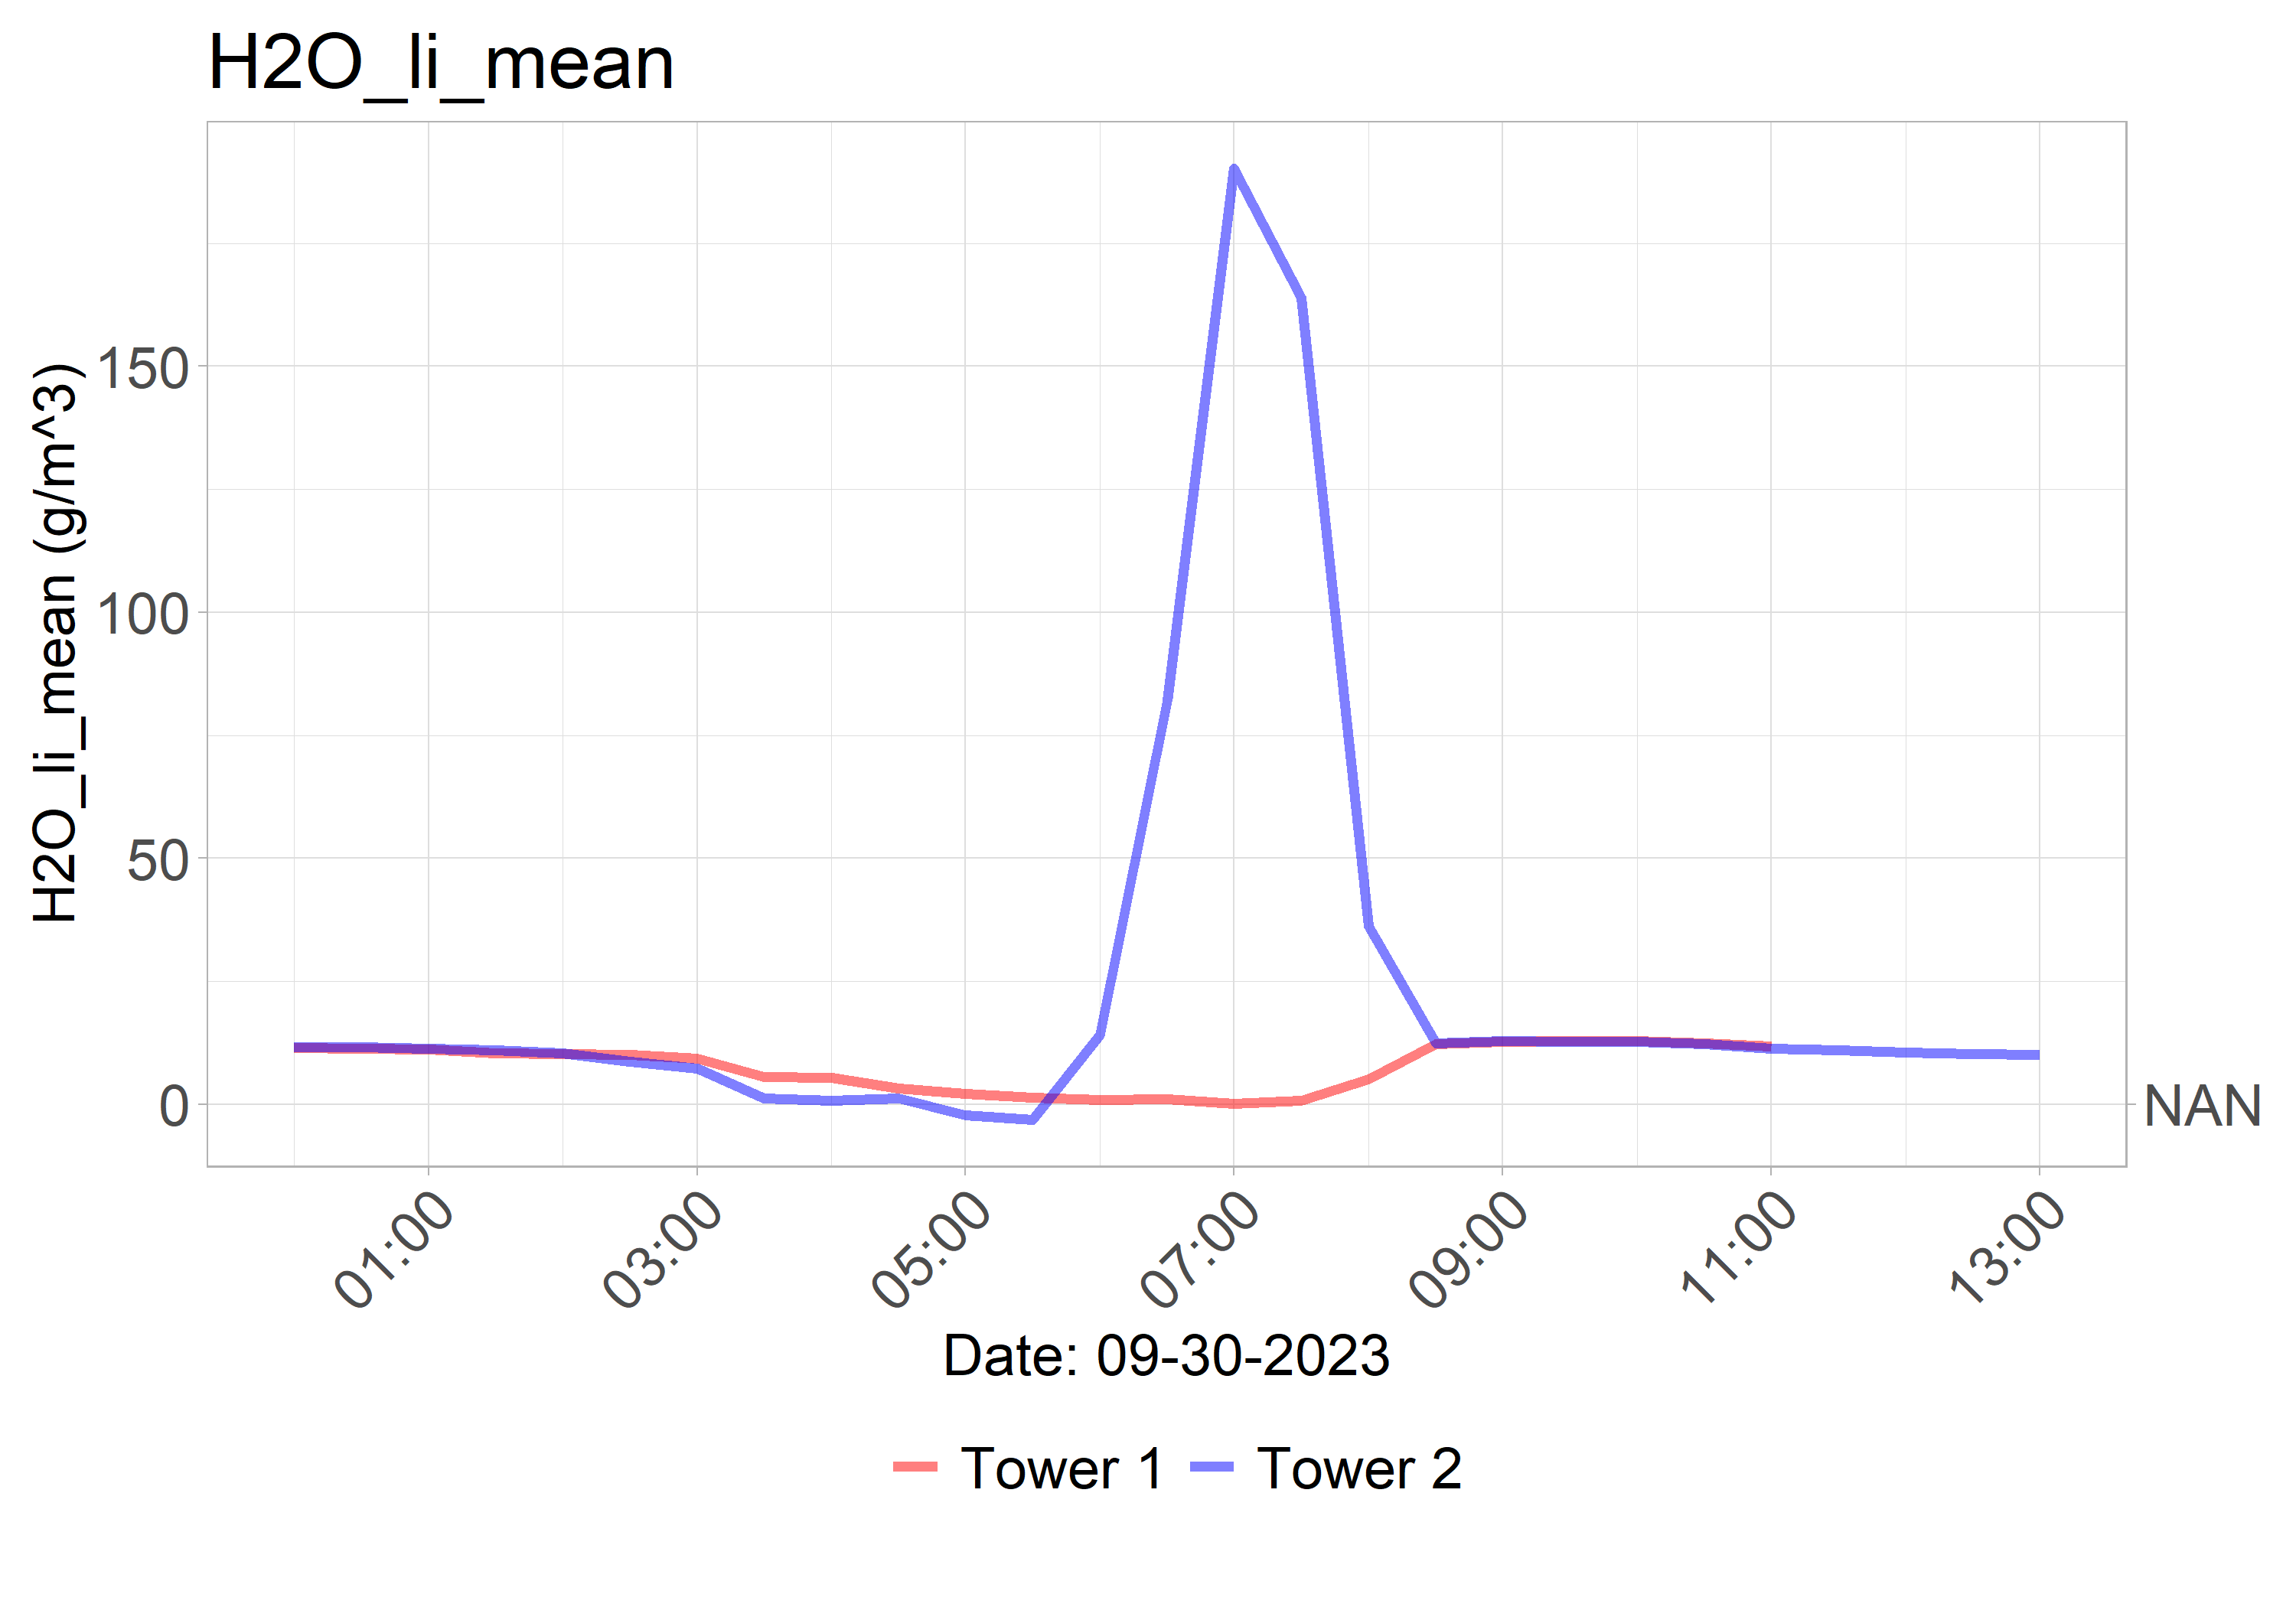 H2O_li_mean
H2O_li_mean (g/m^3)
150
100
50
0
NAN
01:00
03:00
05:00
07:00
09:00
11:00
13:00
Date: 09-30-2023
Tower 1
Tower 2